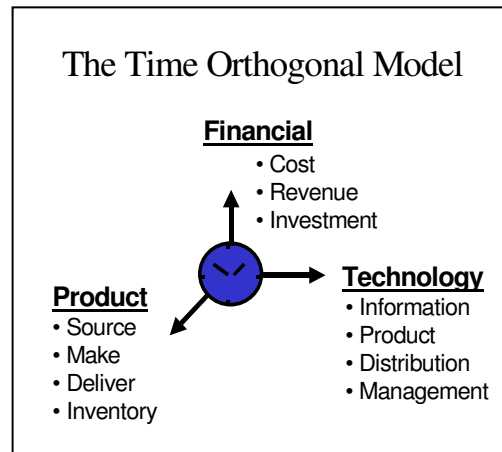 The Time Orthogonal Model
Financial
• Cost
• Revenue
• Investment
Technology
• Information
• Product
• Distribution
• Management
Product
• Source
• Make
• Deliver
• Inventory